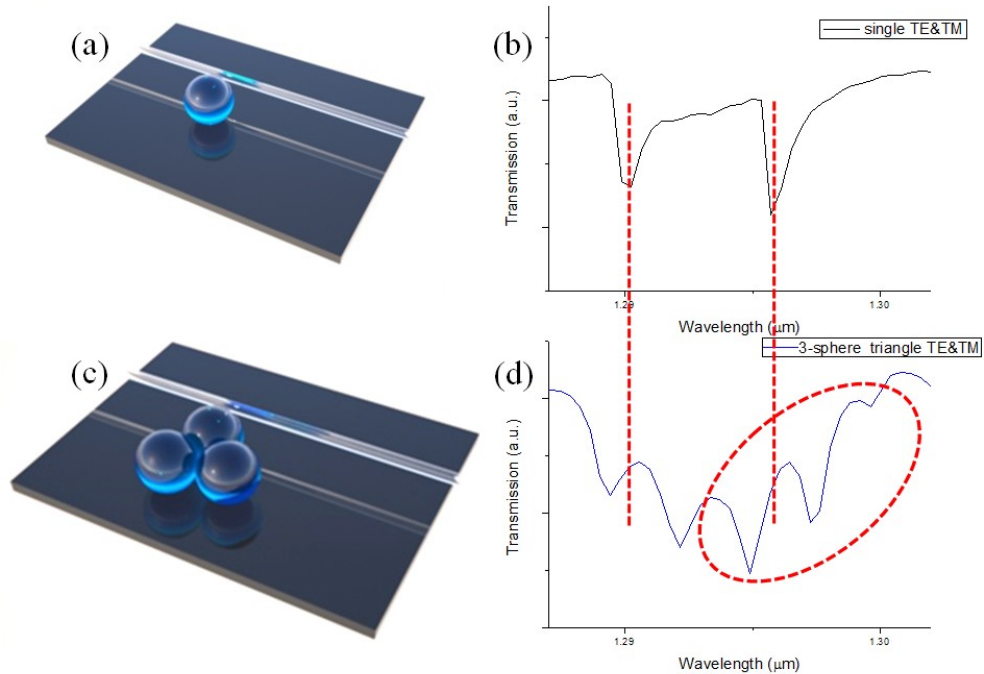 (a)
(b)
single TE&TM
Transmission (a.u.)
1.29
1.30
Wavelength (μm)
(c)
(d)
3-sphere triangle TE&TM
Transmission (a.u.)
1.29
1.30
Wavelength (μm)